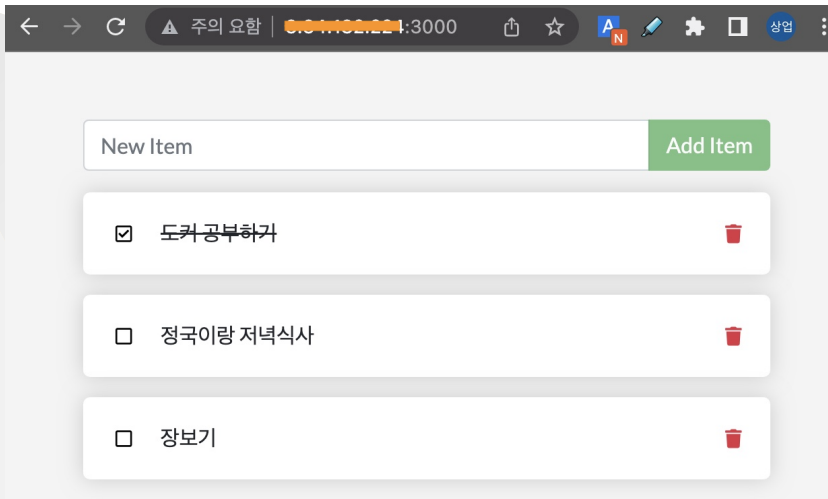 주의 요함 :3000
상업
New Item
Add Item
도커 공부하기
정국이랑 저녁식사
장보기